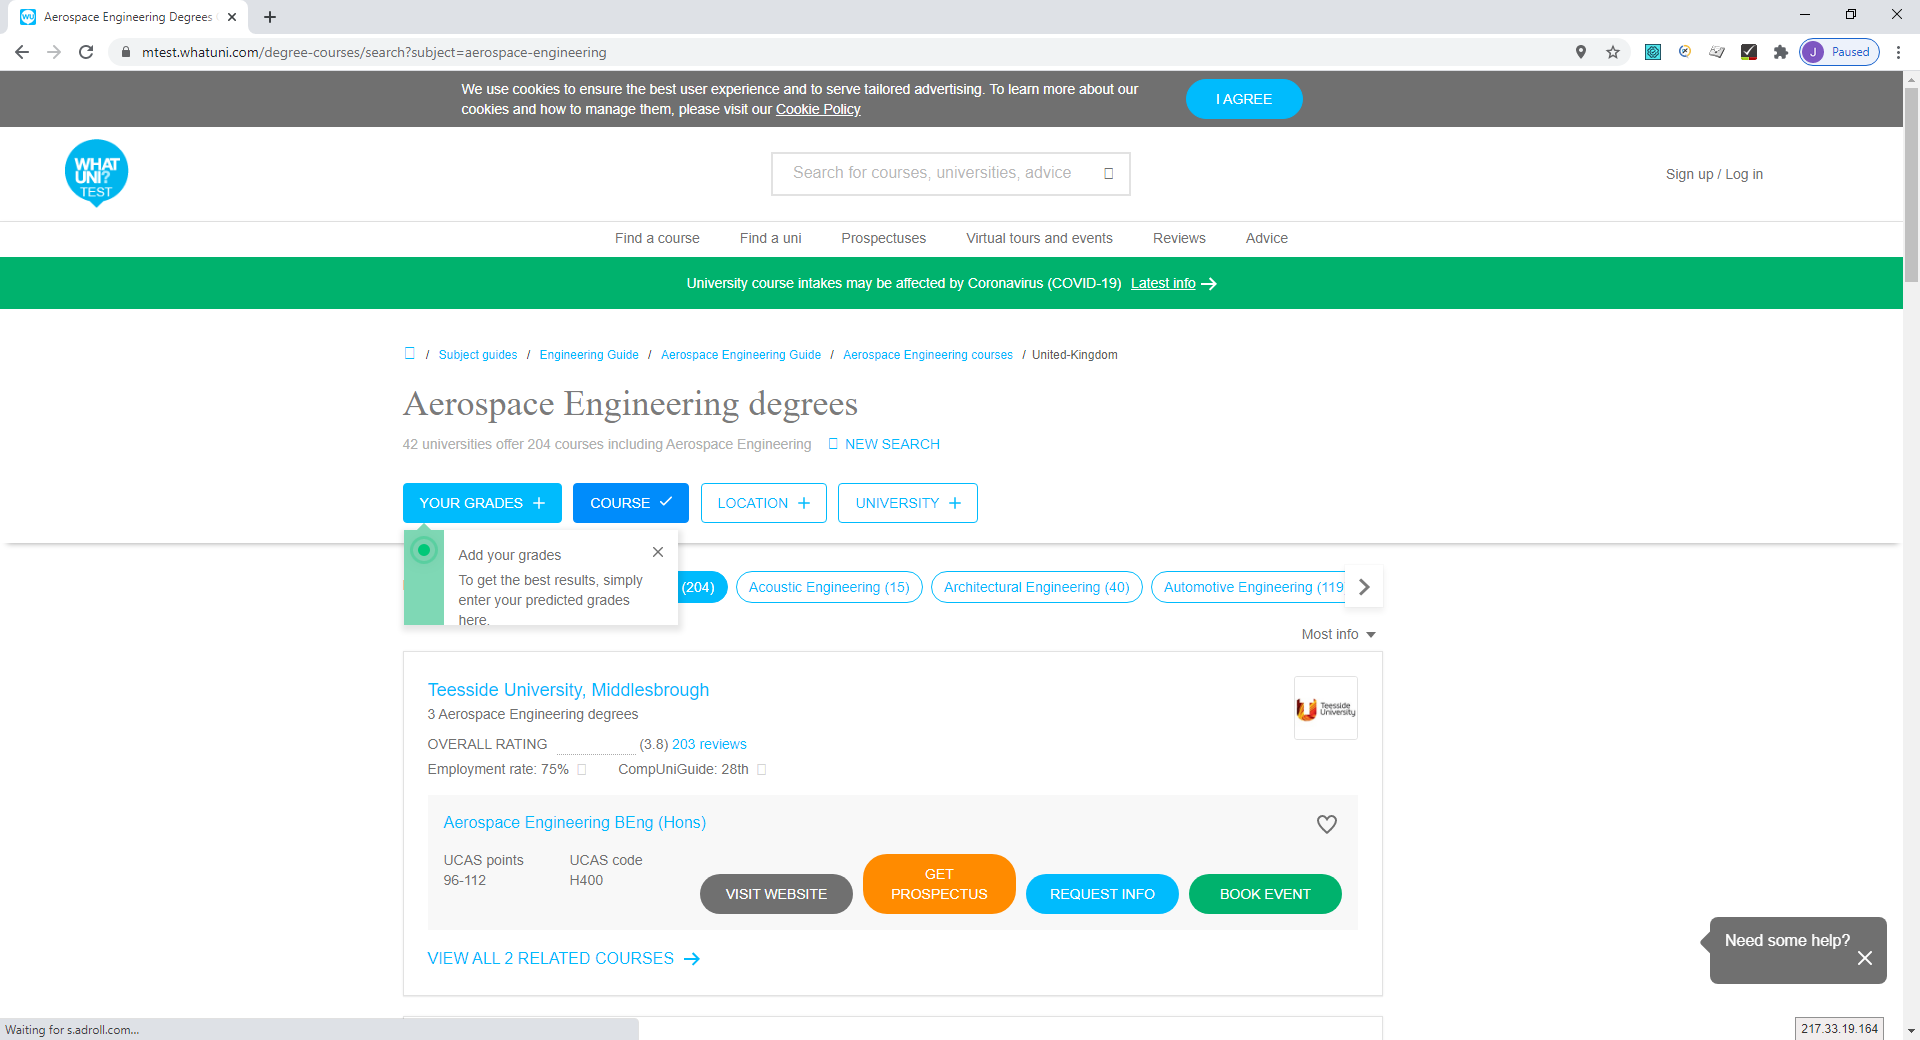 Aerospace Engineering Degrees
mtest.whatuni.com/degree-courses/search?subject=aerospace-engineering
J Paused
We use cookies to ensure the best user experience and to serve tailored advertising. To learn more about our
cookies and how to manage them, please visit our Cookie Policy
I AGREE
WHAT
UNI?
TEST
Search for courses, universities, advice
Sign up / Log in
Find a course Find a uni Prospectuses Virtual tours and events Reviews Advice
University course intakes may be affected by Coronavirus (COVID-19) Latest info
/ Subject guides / Engineering Guide / Aerospace Engineering Guide / Aerospace Engineering courses / United-Kingdom
Aerospace Engineering degrees
42 universities offer 204 courses including Aerospace Engineering NEW SEARCH
YOUR GRADES + COURSE LOCATION + UNIVERSITY +
Add your grades
To get the best results, simply
enter your predicted grades
here.
(204) Acoustic Engineering (15) Architectural Engineering (40) Automotive Engineering (119
Most info
Teesside University, Middlesbrough
Teesside
University
3 Aerospace Engineering degrees
OVERALL RATING (3.8) 203 reviews
Employment rate: 75% CompUniGuide: 28th
Aerospace Engineering BEng (Hons)
UCAS points UCAS code
96-112 H400
VISIT WEBSITE
GET
PROSPECTUS
REQUEST INFO
BOOK EVENT
VIEW ALL 2 RELATED COURSES
Need some help?
Waiting for s.adroll.com...
217.33.19.164